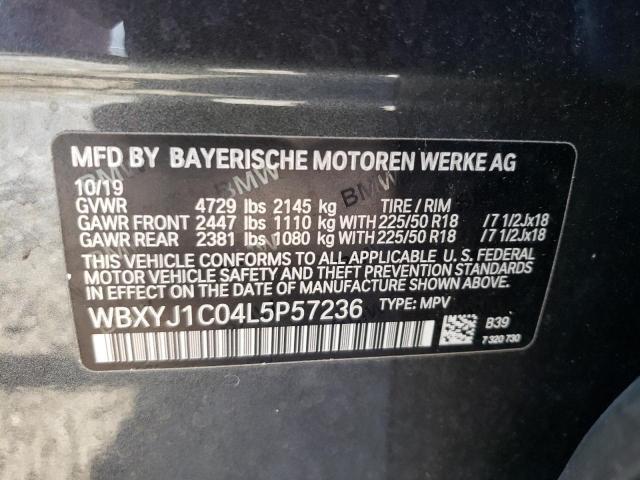 MFD BY BAYERISCHE MOTOREN WERKE AG
10/19
GVWR 4729 lbs 2145 kg TIRE / RIM
GAWR FRONT 2447 lbs 1110 kg WITH 225/50 R18 /7 1/2Jx18
GAWR REAR 2381 lbs 1080 kg WITH 225/50 R18 /7 1/2Jx18
THIS VEHICLE CONFORMS TO ALL APPLICABLE U. S. FEDERAL
MOTOR VEHICLE SAFETY AND THEFT PREVENTION STANDARDS
IN EFFECT ON THE DATE OF MANUFACTURE SHOWN ABOVE.
WBXYJ1C04L5P57236 TYPE: MPV
B39
7 320 730